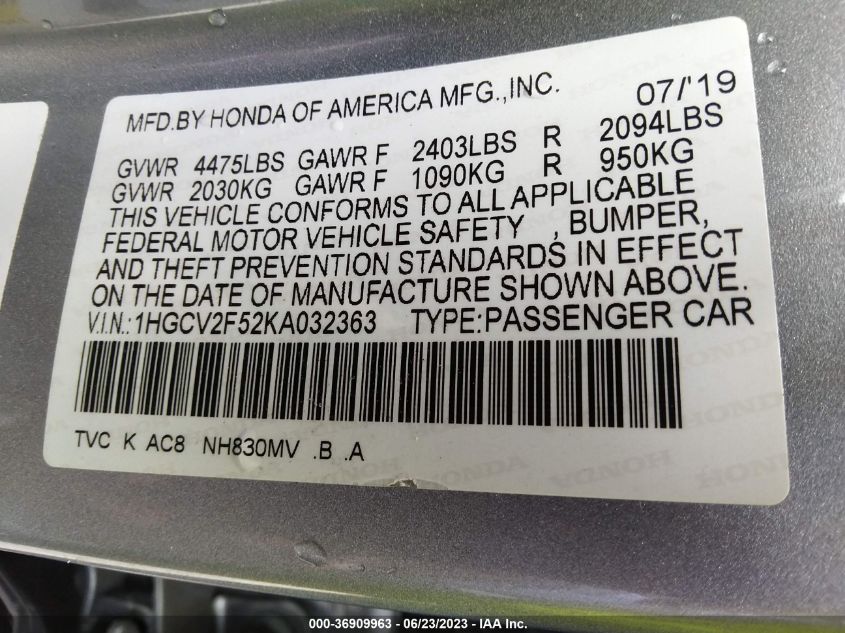 MFD.BY HONDA OF AMERICA MFG.,INC. 07/'19
GVWR 4475LBS GAWR F 2403LBS R 2094LBS
GVWR 2030KG GAWR F 1090KG R 950KG
THIS VEHICLE CONFORMS TO ALL APPLICABLE
FEDERAL MOTOR VEHICLE SAFETY , BUMPER,
AND THEFT PREVENTION STANDARDS IN EFFECT
ON THE DATE OF MANUFACTURE SHOWN ABOVE.
V.I.N.:1HGCV2F52KA032363 TYPE:PASSENGER CAR
TVC K AC8 NH830MV .B .A
HONDA HONDA HONDA
000-36909963 - 06/23/2023 - IAA Inc.